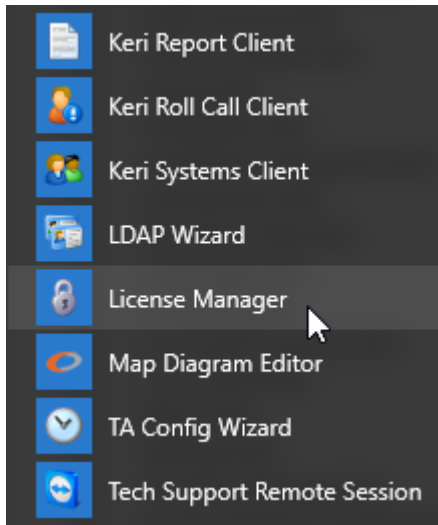 Keri Report Client
Keri Roll Call Client
Keri Systems Client
LDAP Wizard
License Manager
Map Diagram Editor
TA Config Wizard
Tech Support Remote Session